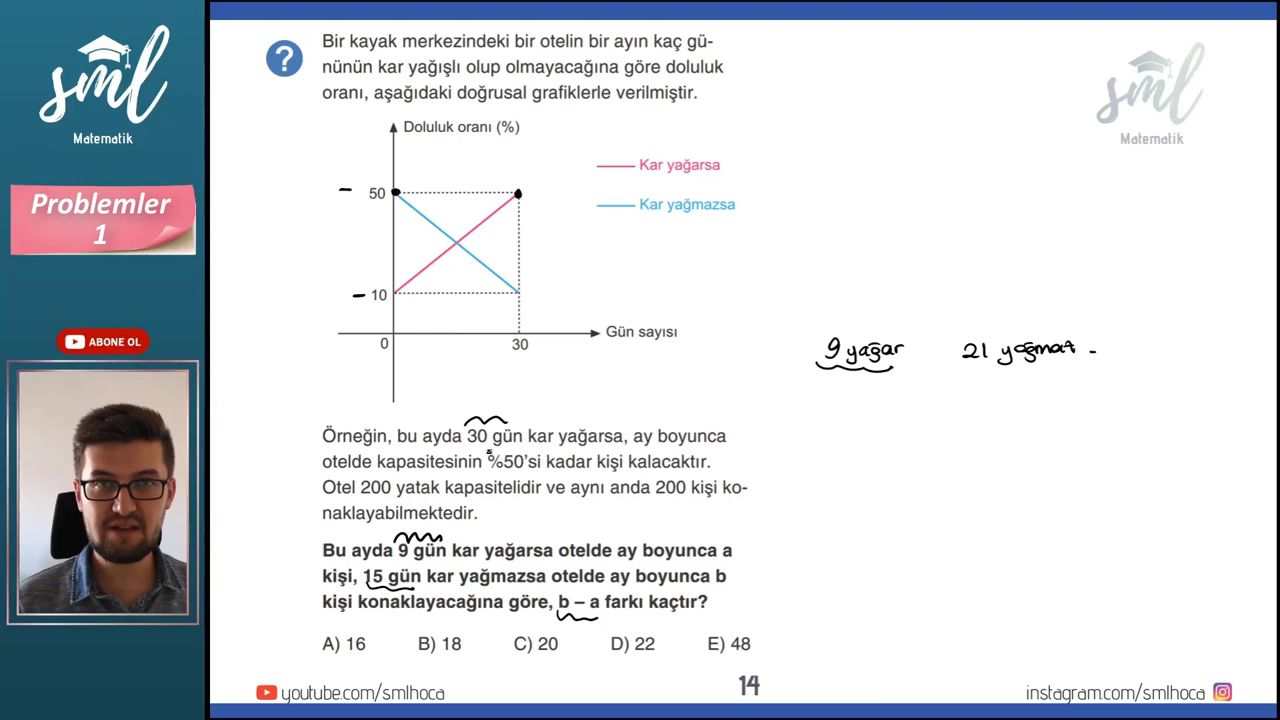 sml
Matematik
Problemler
1
ABONE OL
?
Bir kayak merkezindeki bir otelin bir ayın kaç gü-
nünün kar yağışlı olup olmayacağına göre doluluk
oranı, aşağıdaki doğrusal grafiklerle verilmiştir.
sml
Matematik
Doluluk oranı (%)
Kar yağarsa
50
Kar yağmazsa
10
Gün sayısı
0
30
9 yağar 21 yağmat -
Örneğin, bu ayda 30 gün kar yağarsa, ay boyunca
otelde kapasitesinin %50'si kadar kişi kalacaktır.
Otel 200 yatak kapasitelidir ve aynı anda 200 kişi ko-
naklayabilmektedir.
Bu ayda 9 gün kar yağarsa otelde ay boyunca a
kişi, 15 gün kar yağmazsa otelde ay boyunca b
kişi konaklayacağına göre, b – a farkı kaçtır?
A) 16 B) 18 C) 20 D) 22 E) 48
youtube.com/smlhoca
14
instagram.com/smlhoca